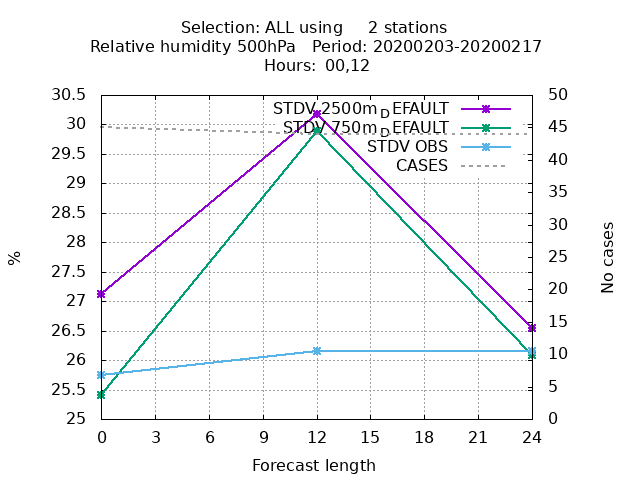 Selection: ALL using     2 stations
Relative humidity 500hPa   Period: 20200203-20200217
Hours: 00,12
30.5
30
29.5
29
28.5
28
27.5
27
26.5
26
25.5
25
%
STDV 2500m_DEFAULT
STDV 750m_DEFAULT
STDV OBS
CASES
50
45
40
35
30
25
20
15
10
5
0
No cases
0 3 6 9 12 15 18 21 24
Forecast length